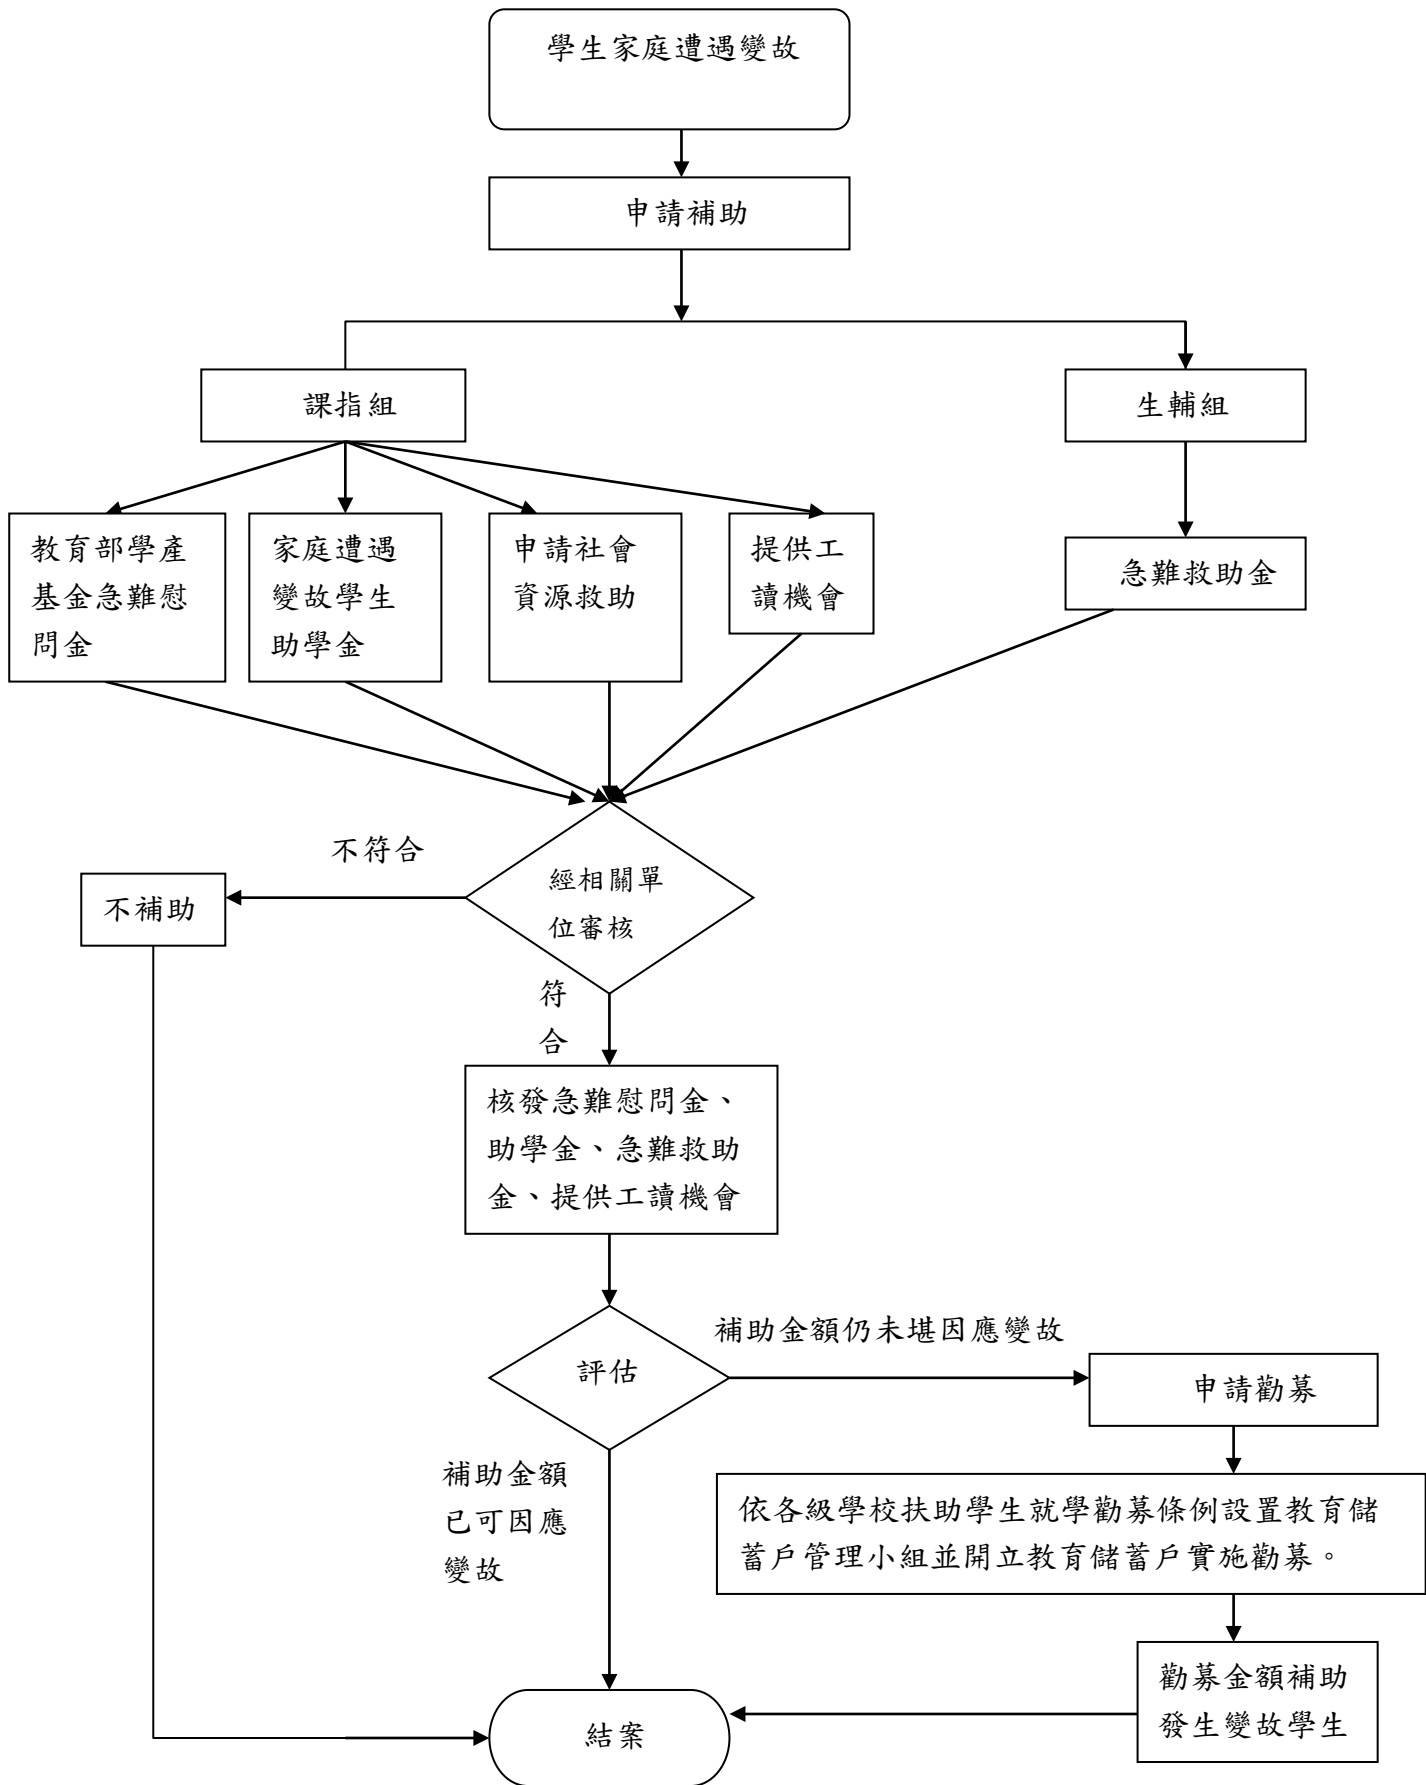 學生家庭遭遇變故
申請補助
課指組
生輔組
教育部學產
基金急難慰
問金
家庭遭遇
變故學生
助學金
申請社會
資源救助
提供工
讀機會
急難救助金
不符合
經相關單
位審核
不補助
符
合
核發急難慰問金、
助學金、急難救助
金、提供工讀機會
補助金額仍未堪因應變故
評估
申請勸募
補助金額
已可因應
變故
依各級學校扶助學生就學勸募條例設置教育儲
蓄戶管理小組並開立教育儲蓄戶實施勸募。
勸募金額補助
發生變故學生
結案